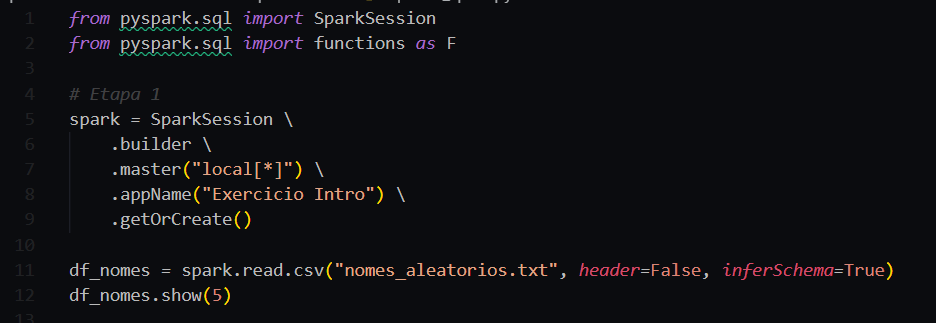 1 from pyspark.sql import SparkSession
2 from pyspark.sql import functions as F
3
4 # Etapa 1
5 spark = SparkSession \
6     .builder \
7     .master("local[*]") \
8     .appName("Exercicio Intro") \
9     .getOrCreate()
10
11 df_nomes = spark.read.csv("nomes_aleatorios.txt", header=False, inferSchema=True)
12 df_nomes.show(5)
13